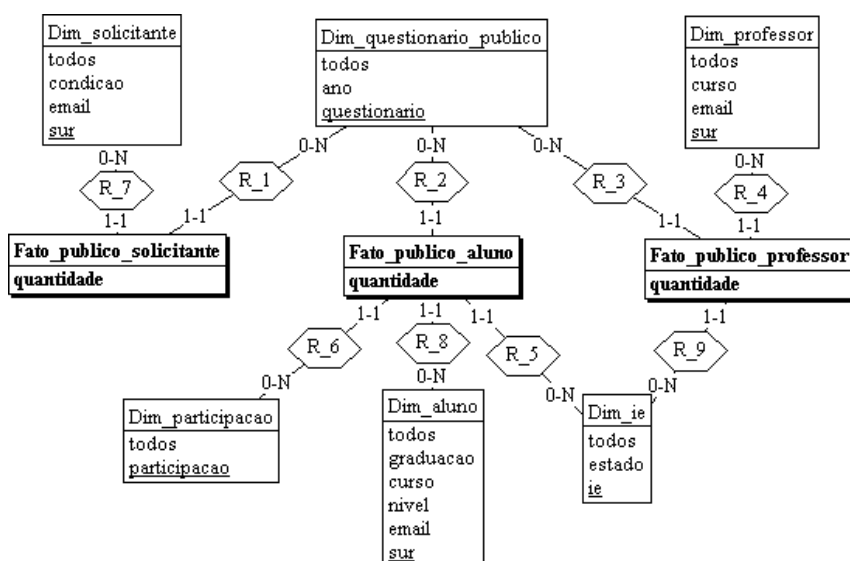 Dim_solicitante
todos
condicao
email
sur
Dim_questionario_publico
todos
ano
questionario
Dim_professor
todos
curso
email
sur
0-N
0-N
0-N
0-N
0-N
R_7
R_1
R_2
R_3
R_4
1-1
1-1
1-1
1-1
1-1
Fato_publico_solicitante
quantidade
Fato_publico_aluno
quantidade
Fato_publico_professor
quantidade
1-1
1-1
1-1
1-1
R_6
R_8
R_5
R_9
0-N
0-N
0-N
0-N
Dim_participacao
todos
participacao
Dim_aluno
todos
graduacao
curso
nivel
email
sur
Dim_ie
todos
estado
ie